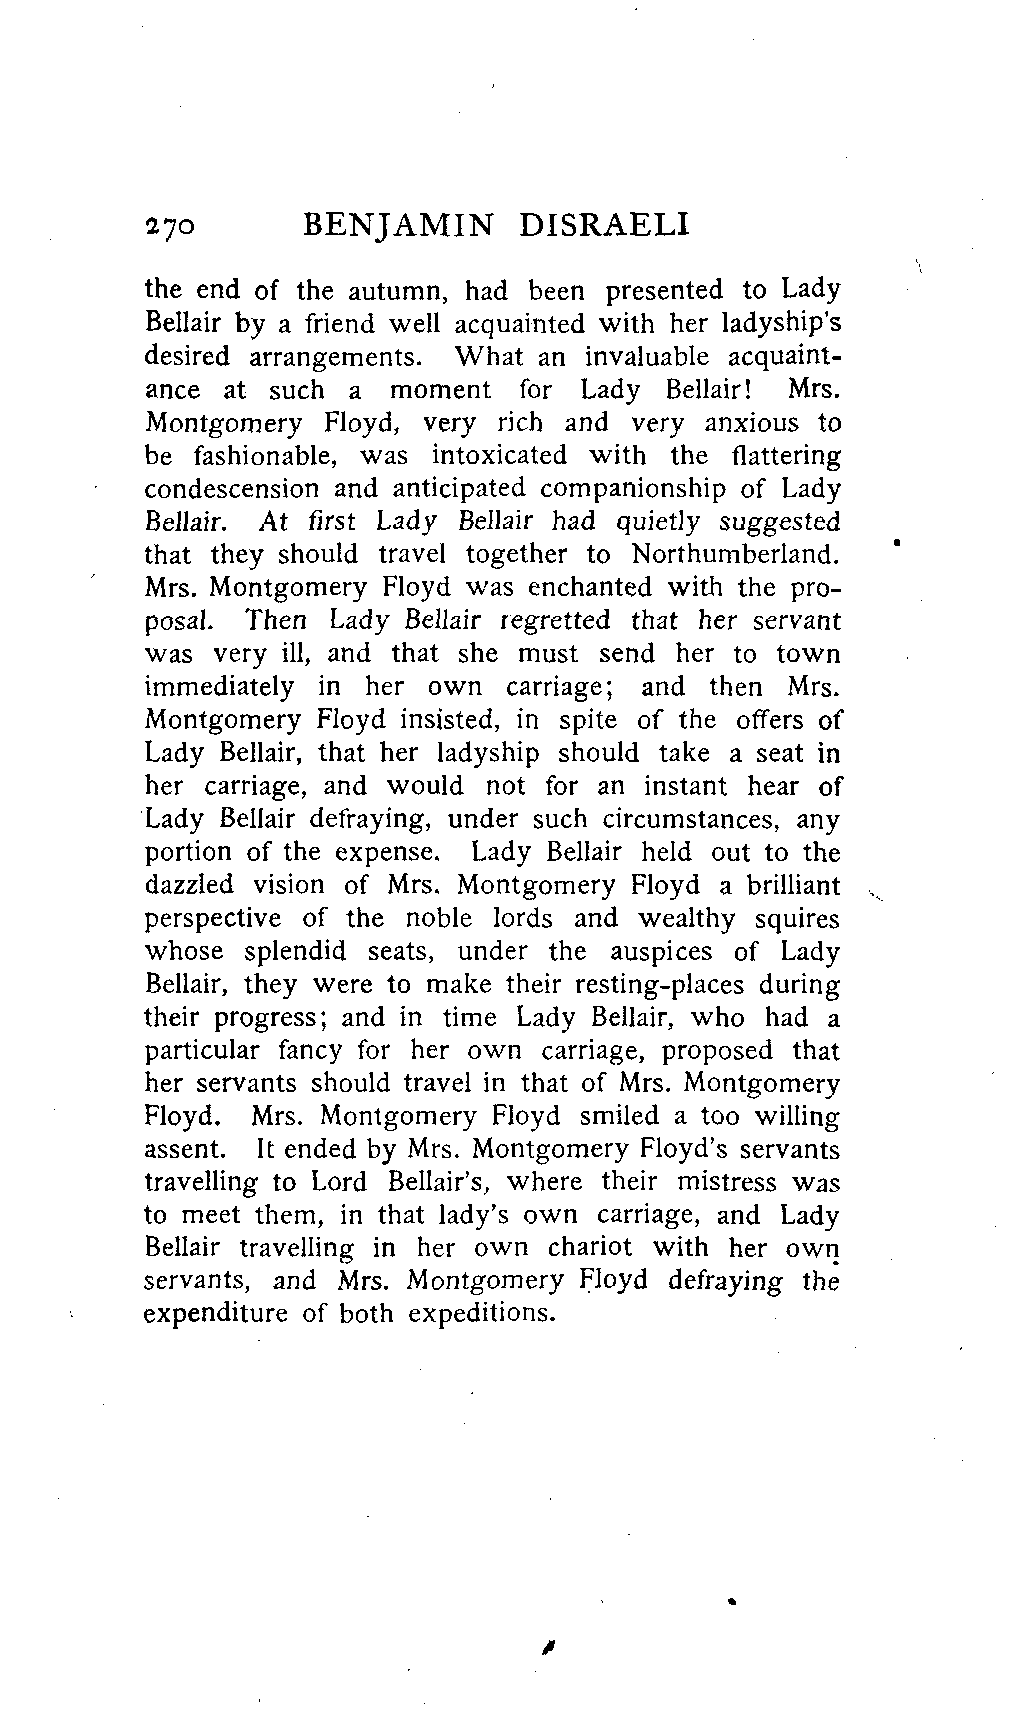 270 BENJAMIN DISRAELI
the end of the autumn, had been presented to Lady
Bellair by a friend well acquainted with her ladyship's
desired arrangements. What an invaluable acquaint-
ance at such a moment for Lady Bellair! Mrs.
Montgomery Floyd, very rich and very anxious to
be fashionable, was intoxicated with the flattering
condescension and anticipated companionship of Lady
Bellair. At first Lady Bellair had quietly suggested
that they should travel together to Northumberland.
Mrs. Montgomery Floyd was enchanted with the pro-
posal. Then Lady Bellair regretted that her servant
was very ill, and that she must send her to town
immediately in her own carriage; and then Mrs.
Montgomery Floyd insisted, in spite of the offers of
Lady Bellair, that her ladyship should take a seat in
her carriage, and would not for an instant hear of
Lady Bellair defraying, under such circumstances, any
portion of the expense. Lady Bellair held out to the
dazzled vision of Mrs. Montgomery Floyd a brilliant
perspective of the noble lords and wealthy squires
whose splendid seats, under the auspices of Lady
Bellair, they were to make their resting-places during
their progress; and in time Lady Bellair, who had a
particular fancy for her own carriage, proposed that
her servants should travel in that of Mrs. Montgomery
Floyd. Mrs. Montgomery Floyd smiled a too willing
assent. It ended by Mrs. Montgomery Floyd's servants
travelling to Lord Bellair's, where their mistress was
to meet them, in that lady's own carriage, and Lady
Bellair travelling in her own chariot with her own
servants, and Mrs. Montgomery Floyd defraying the
expenditure of both expeditions.